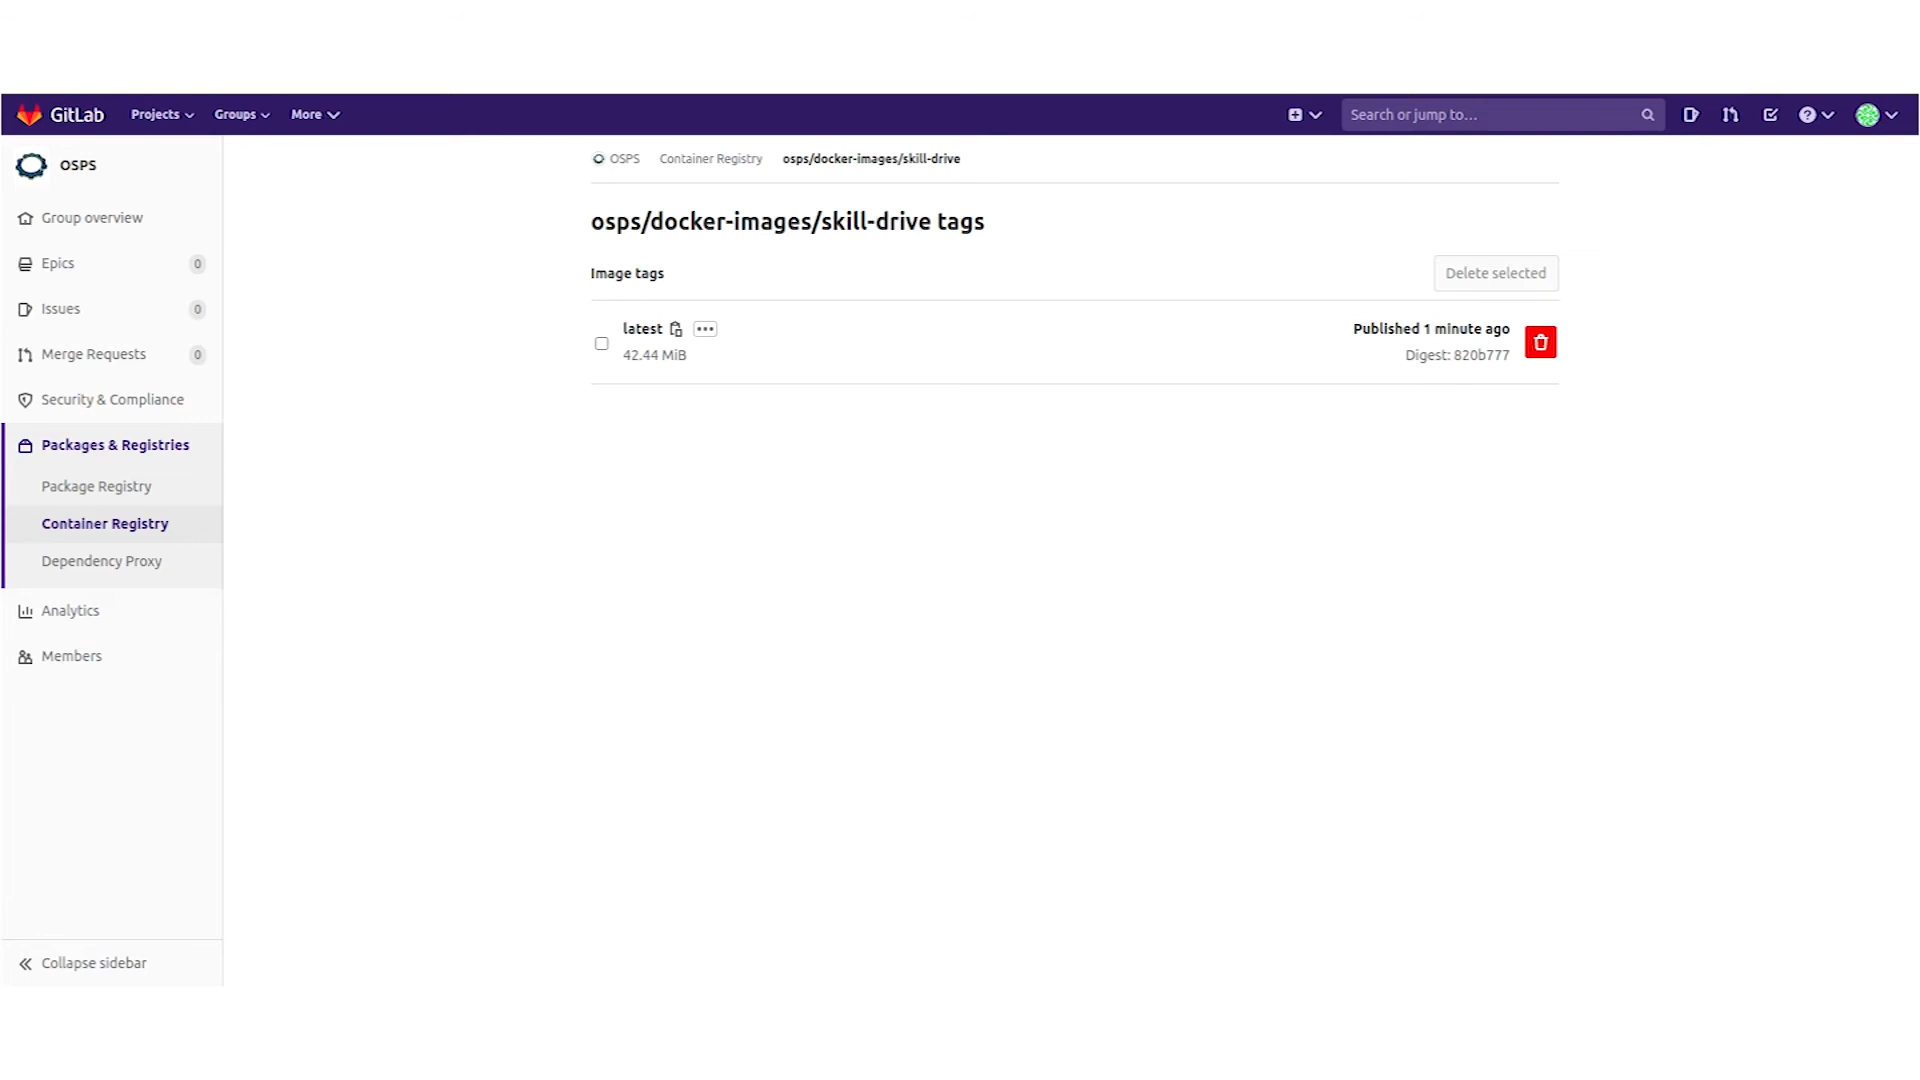 GitLab Projects Groups More Search or jump to...
OSPS
Group overview
Epics 0
Issues 0
Merge Requests 0
Security & Compliance
Packages & Registries
Package Registry
Container Registry
Dependency Proxy
Analytics
Members
Collapse sidebar
OSPS Container Registry osps/docker-images/skill-drive
osps/docker-images/skill-drive tags
Image tags Delete selected
latest Published 1 minute ago
42.44 MiB Digest: 820b777